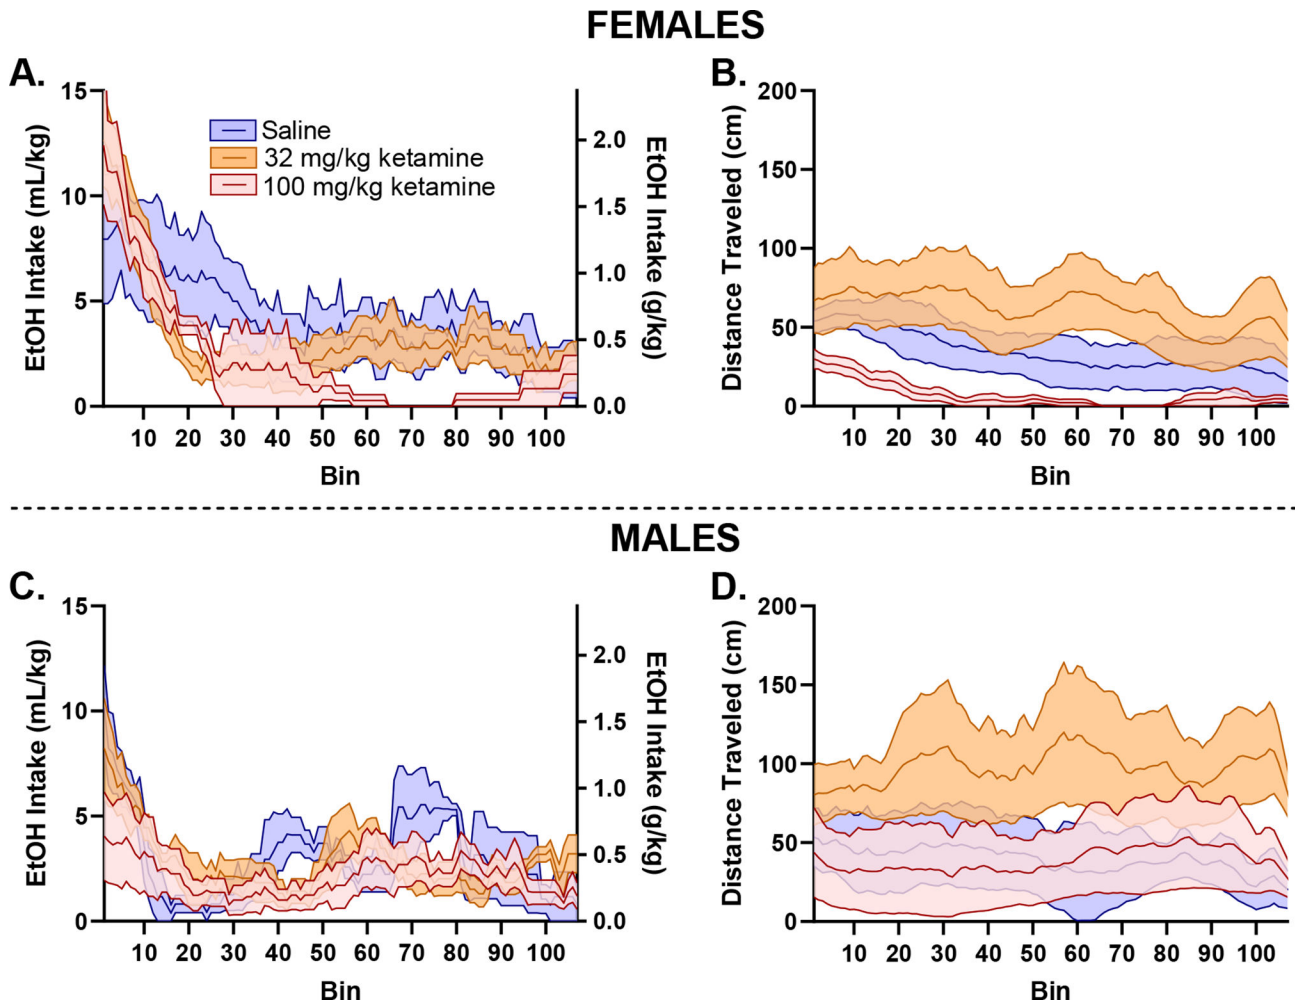 FEMALES
A.
EtOH Intake (mL/kg)
15
10
5
0
Saline
32 mg/kg ketamine
100 mg/kg ketamine
2.0
1.5
1.0
0.5
0.0
EtOH Intake (g/kg)
10 20 30 40 50 60 70 80 90 100
Bin
B.
Distance Traveled (cm)
200
150
100
50
0
10 20 30 40 50 60 70 80 90 100
Bin
MALES
C.
EtOH Intake (mL/kg)
15
10
5
0
2.0
1.5
1.0
0.5
0.0
EtOH Intake (g/kg)
10 20 30 40 50 60 70 80 90 100
Bin
D.
Distance Traveled (cm)
200
150
100
50
0
10 20 30 40 50 60 70 80 90 100
Bin